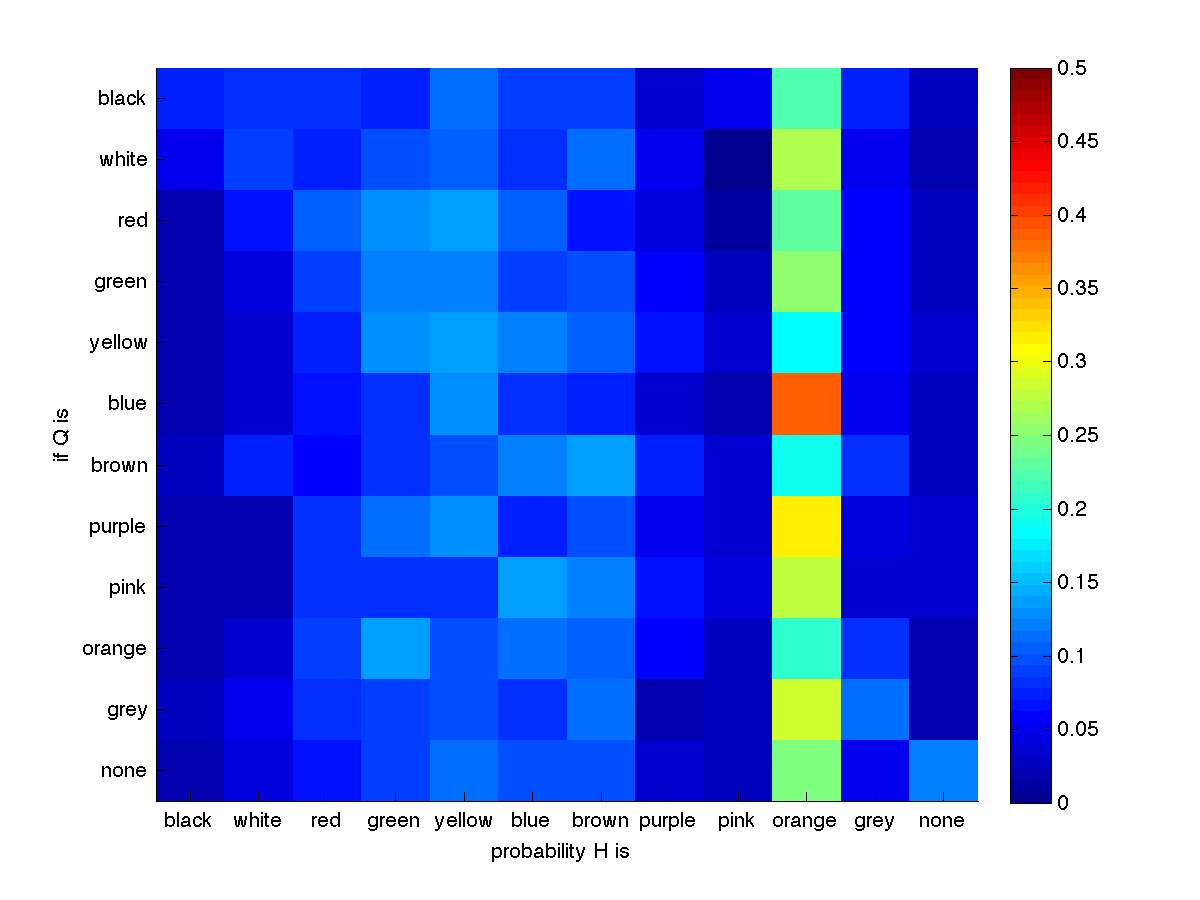 black
white
red
green
yellow
blue
brown
purple
pink
orange
grey
none
if Q is
black white red green yellow blue brown purple pink orange grey none
probability H is
0.5
0.45
0.4
0.35
0.3
0.25
0.2
0.15
0.1
0.05
0